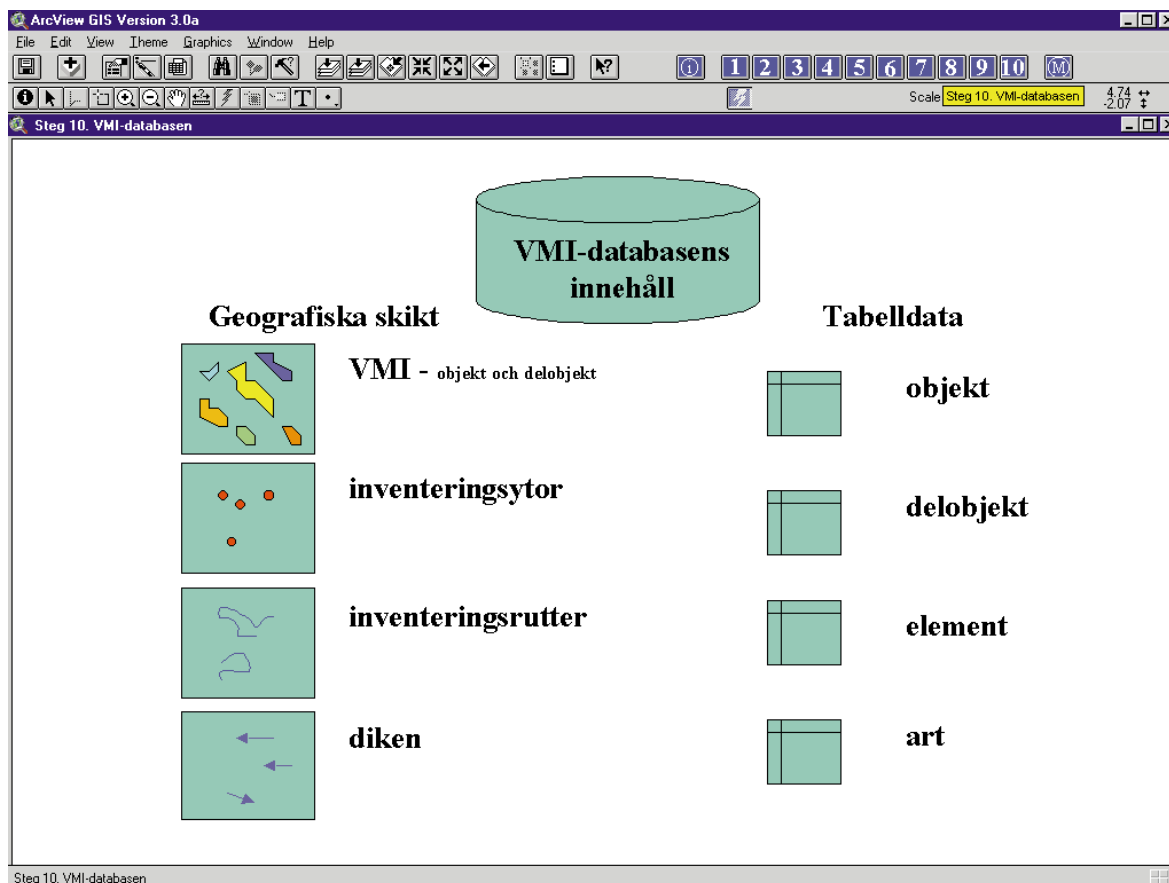 ArcView GIS Version 3.0a
File Edit View Theme Graphics Window Help
1 2 3 4 5 6 7 8 9 10 M
T
Scale Steg 10. VMI-databasen 4.74
-2.07
Steg 10. VMI-databasen
VMI-databasens
innehåll
Geografiska skikt
Tabelldata
VMI - objekt och delobjekt
objekt
inventeringsytor
delobjekt
inventeringsrutter
element
diken
art
Steg 10. VMI-databasen